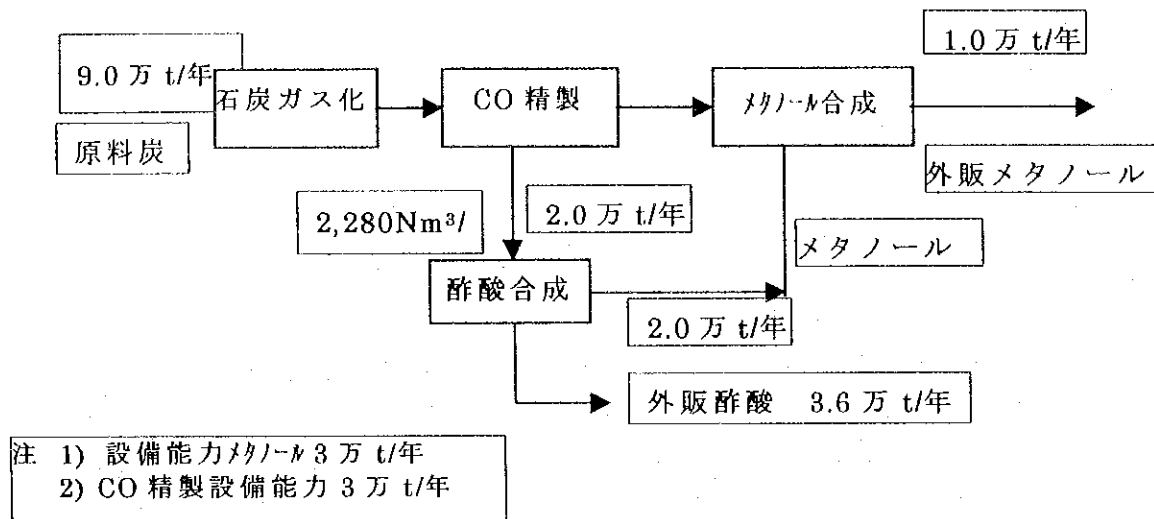 1.0 万 t/年
9.0 万 t/年
石炭ガス化
CO 精製
メタノール合成
原料炭
外販メタノール
2,280Nm³/
2.0 万 t/年
メタノール
酢酸合成
2.0 万 t/年
外販酢酸 3.6 万 t/年
注 1) 設備能力メタノール 3 万 t/年
2) CO 精製設備能力 3 万 t/年